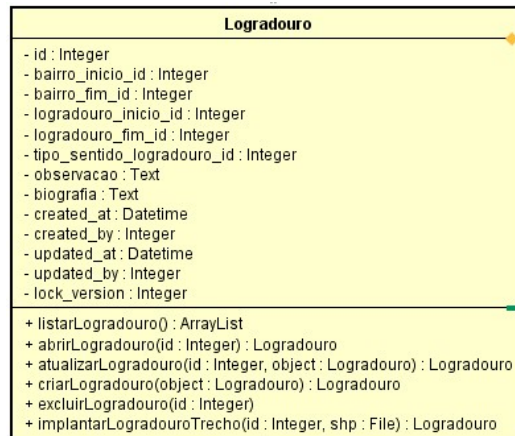 Logradouro
- id : Integer
- bairro_inicio_id : Integer
- bairro_fim_id : Integer
- logradouro_inicio_id : Integer
- logradouro_fim_id : Integer
- tipo_sentido_logradouro_id : Integer
- observacao : Text
- biografia : Text
- created_at : Datetime
- created_by : Integer
- updated_at : Datetime
- updated_by : Integer
- lock_version : Integer
+ listarLogradouro() : ArrayList
+ abrirLogradouro(id : Integer) : Logradouro
+ atualizarLogradouro(id : Integer, object : Logradouro) : Logradouro
+ criarLogradouro(object : Logradouro) : Logradouro
+ excluirLogradouro(id : Integer)
+ implantarLogradouroTrecho(id : Integer, shp : File) : Logradouro